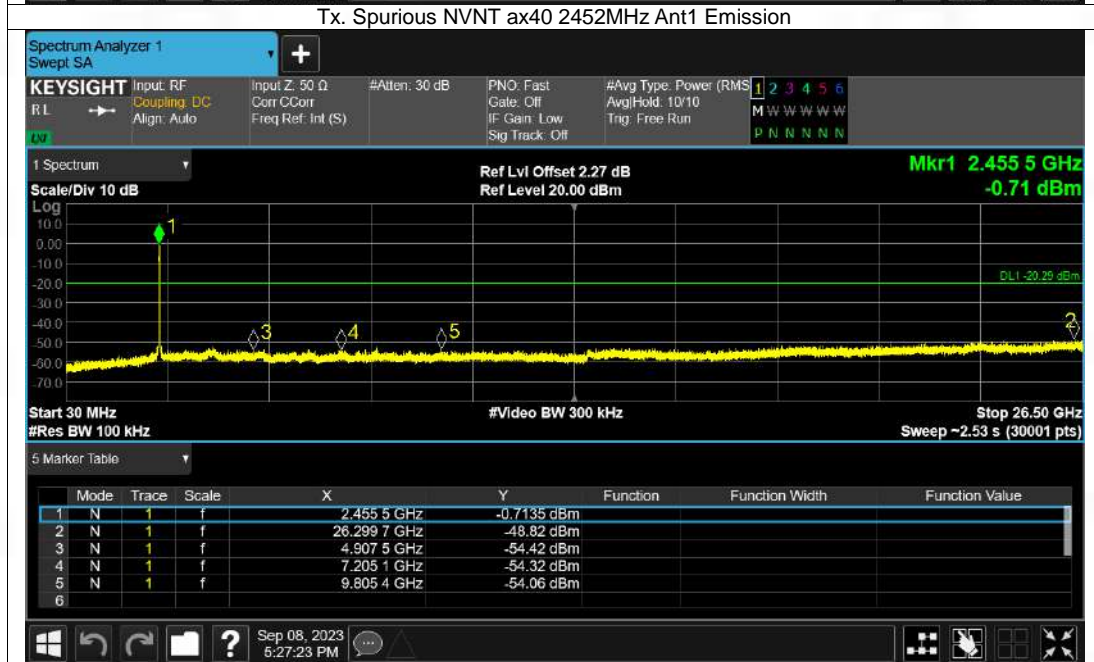 Tx. Spurious NVNT ax40 2452MHz Ant1 Emission
Spectrum Analyzer 1
Swept SA
+
KEYSIGHT Input: RF Input Z: 50 Ω #Atten: 30 dB PNO: Fast #Avg Type: Power (RMS 1 2 3 4 5 6
RL Coupling: DC Corr CCorr Gate: Off Avg|Hold: 10/10 M W W W W W
Align: Auto Freq Ref: Int (S) IF Gain: Low Trig: Free Run
Sig Track: Off P N N N N N
LXI
1 Spectrum Ref Lvl Offset 2.27 dB Mkr1 2.455 5 GHz
Scale/Div 10 dB Ref Level 20.00 dBm -0.71 dBm
Log
10.0
1
0.00
-10.0
DL1 -20.29 dBm
-20.0
-30.0
-40.0
3 4 5 2
-50.0
-60.0
-70.0
Start 30 MHz #Video BW 300 kHz Stop 26.50 GHz
#Res BW 100 kHz Sweep ~2.53 s (30001 pts)
5 Marker Table
Mode Trace Scale X Y Function Function Width Function Value
1 N 1 f 2.455 5 GHz -0.7135 dBm
2 N 1 f 26.299 7 GHz -48.82 dBm
3 N 1 f 4.907 5 GHz -54.42 dBm
4 N 1 f 7.205 1 GHz -54.32 dBm
5 N 1 f 9.805 4 GHz -54.06 dBm
6
? Sep 08, 2023
5:27:23 PM